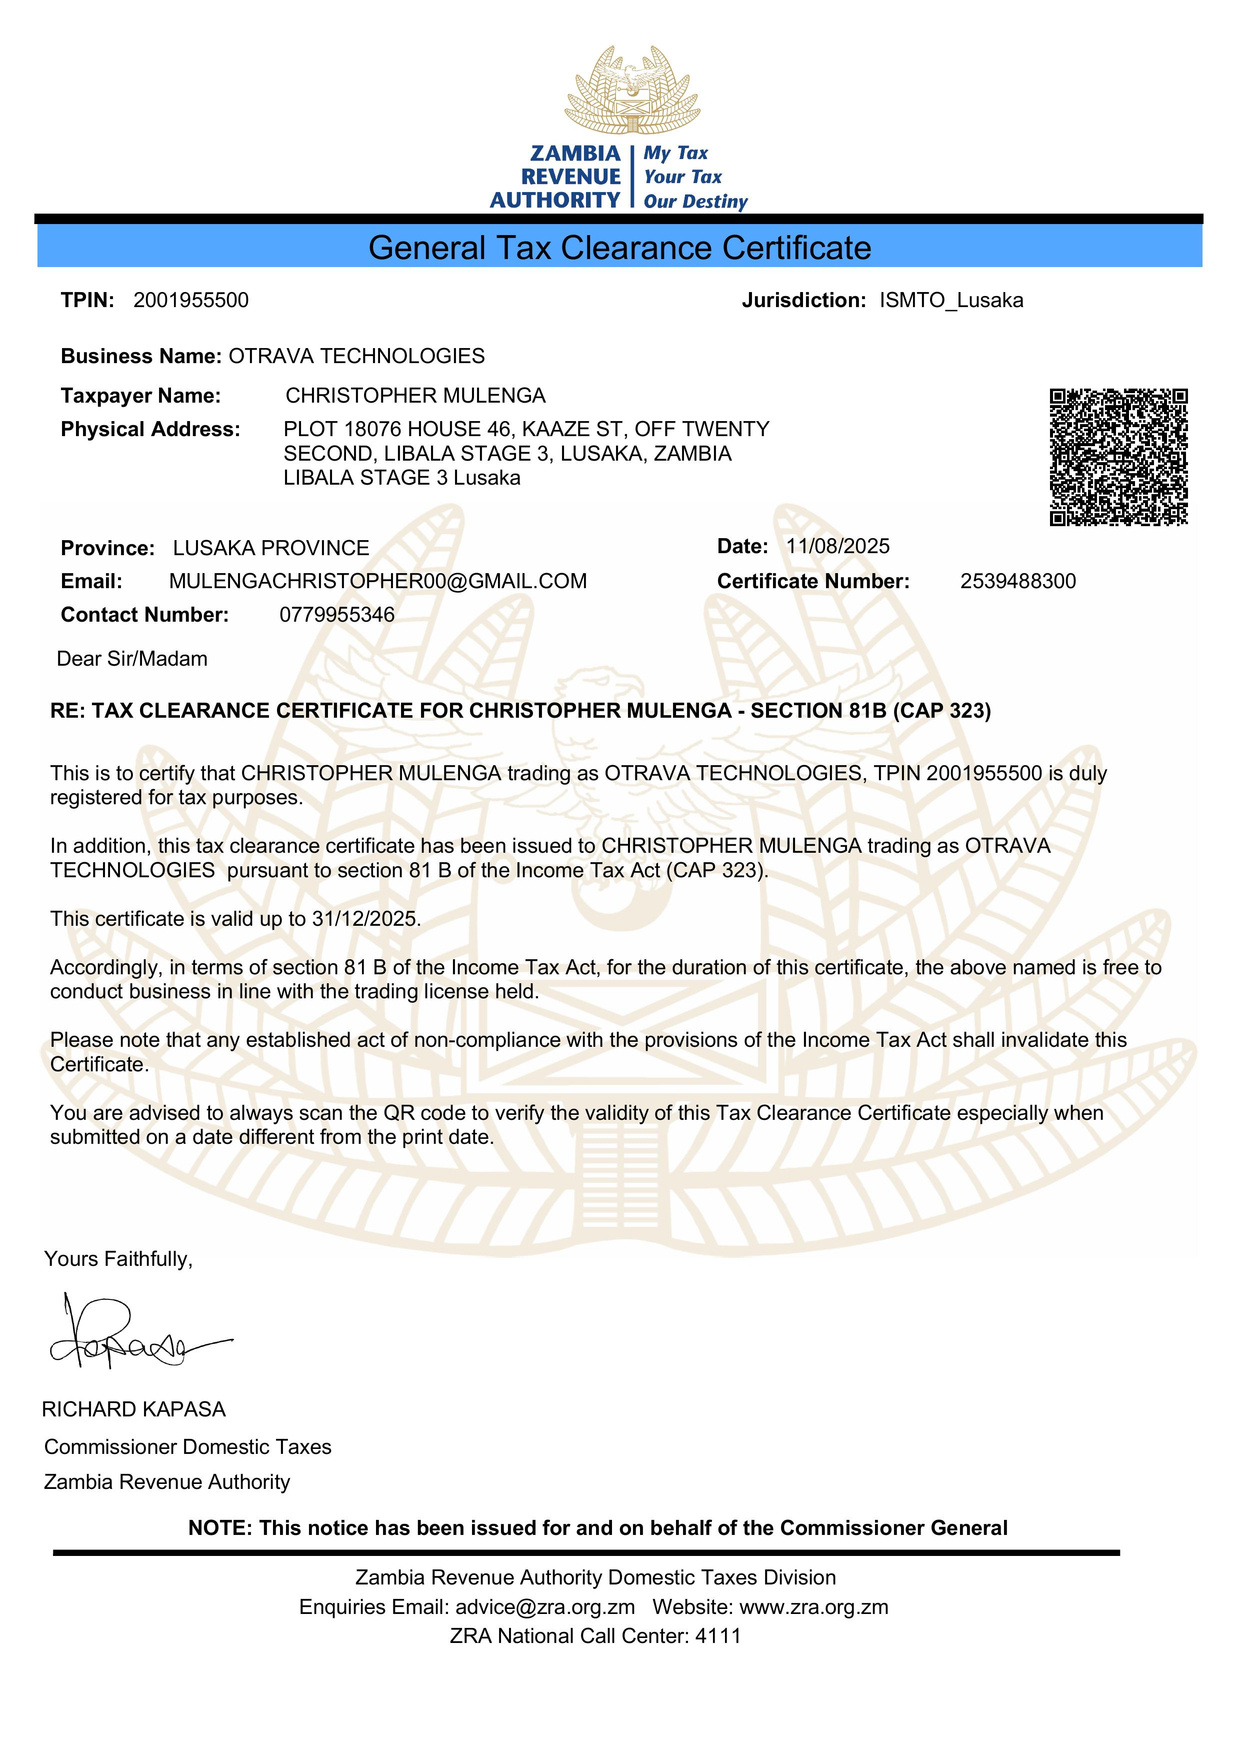 ZAMBIA
REVENUE
AUTHORITY
My Tax
Your Tax
Our Destiny
General Tax Clearance Certificate
TPIN: 2001955500
Jurisdiction: ISMTO_Lusaka
Business Name: OTRAVA TECHNOLOGIES
Taxpayer Name: CHRISTOPHER MULENGA
Physical Address: PLOT 18076 HOUSE 46, KAAZE ST, OFF TWENTY
SECOND, LIBALA STAGE 3, LUSAKA, ZAMBIA
LIBALA STAGE 3 Lusaka
Province: LUSAKA PROVINCE
Date: 11/08/2025
Email: MULENGACHRISTOPHER00@GMAIL.COM
Certificate Number: 2539488300
Contact Number: 0779955346
Dear Sir/Madam
RE: TAX CLEARANCE CERTIFICATE FOR CHRISTOPHER MULENGA - SECTION 81B (CAP 323)
This is to certify that CHRISTOPHER MULENGA trading as OTRAVA TECHNOLOGIES, TPIN 2001955500 is duly
registered for tax purposes.
In addition, this tax clearance certificate has been issued to CHRISTOPHER MULENGA trading as OTRAVA
TECHNOLOGIES pursuant to section 81 B of the Income Tax Act (CAP 323).
This certificate is valid up to 31/12/2025.
Accordingly, in terms of section 81 B of the Income Tax Act, for the duration of this certificate, the above named is free to
conduct business in line with the trading license held.
Please note that any established act of non-compliance with the provisions of the Income Tax Act shall invalidate this
Certificate.
You are advised to always scan the QR code to verify the validity of this Tax Clearance Certificate especially when
submitted on a date different from the print date.
Yours Faithfully,
Kapasa
RICHARD KAPASA
Commissioner Domestic Taxes
Zambia Revenue Authority
NOTE: This notice has been issued for and on behalf of the Commissioner General
Zambia Revenue Authority Domestic Taxes Division
Enquiries Email: advice@zra.org.zm Website: www.zra.org.zm
ZRA National Call Center: 4111